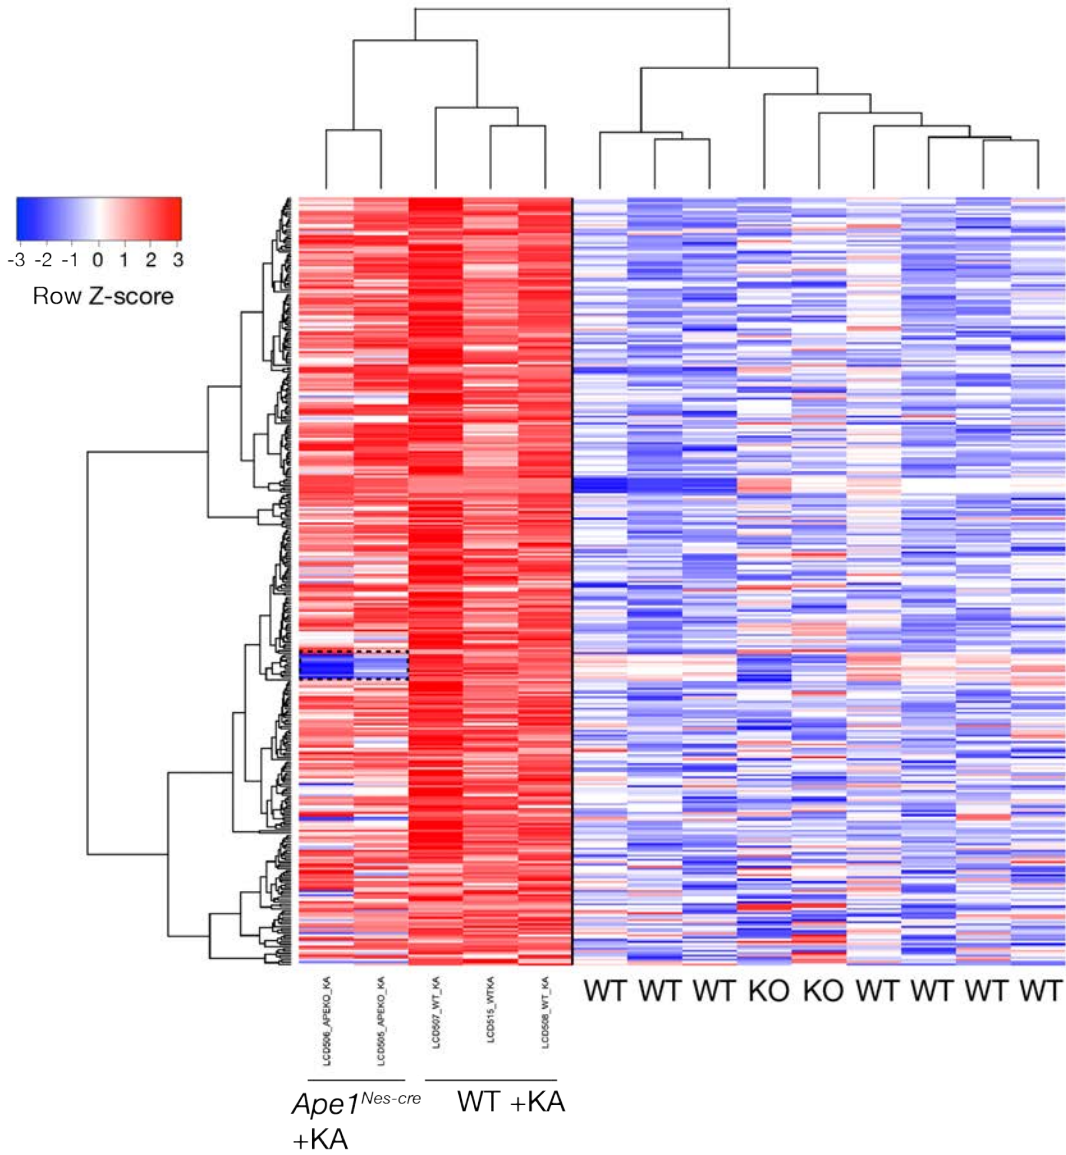 -3 -2 -1 0 1 2 3
Row Z-score
LCD506_APEKO_KA
LCD505_APEKO_KA
LCD507_WT_KA
LCD515_WTKA
LCD508_WT_KA
WT WT WT KO KO WT WT WT WT
Ape1Nes-cre WT +KA
+KA